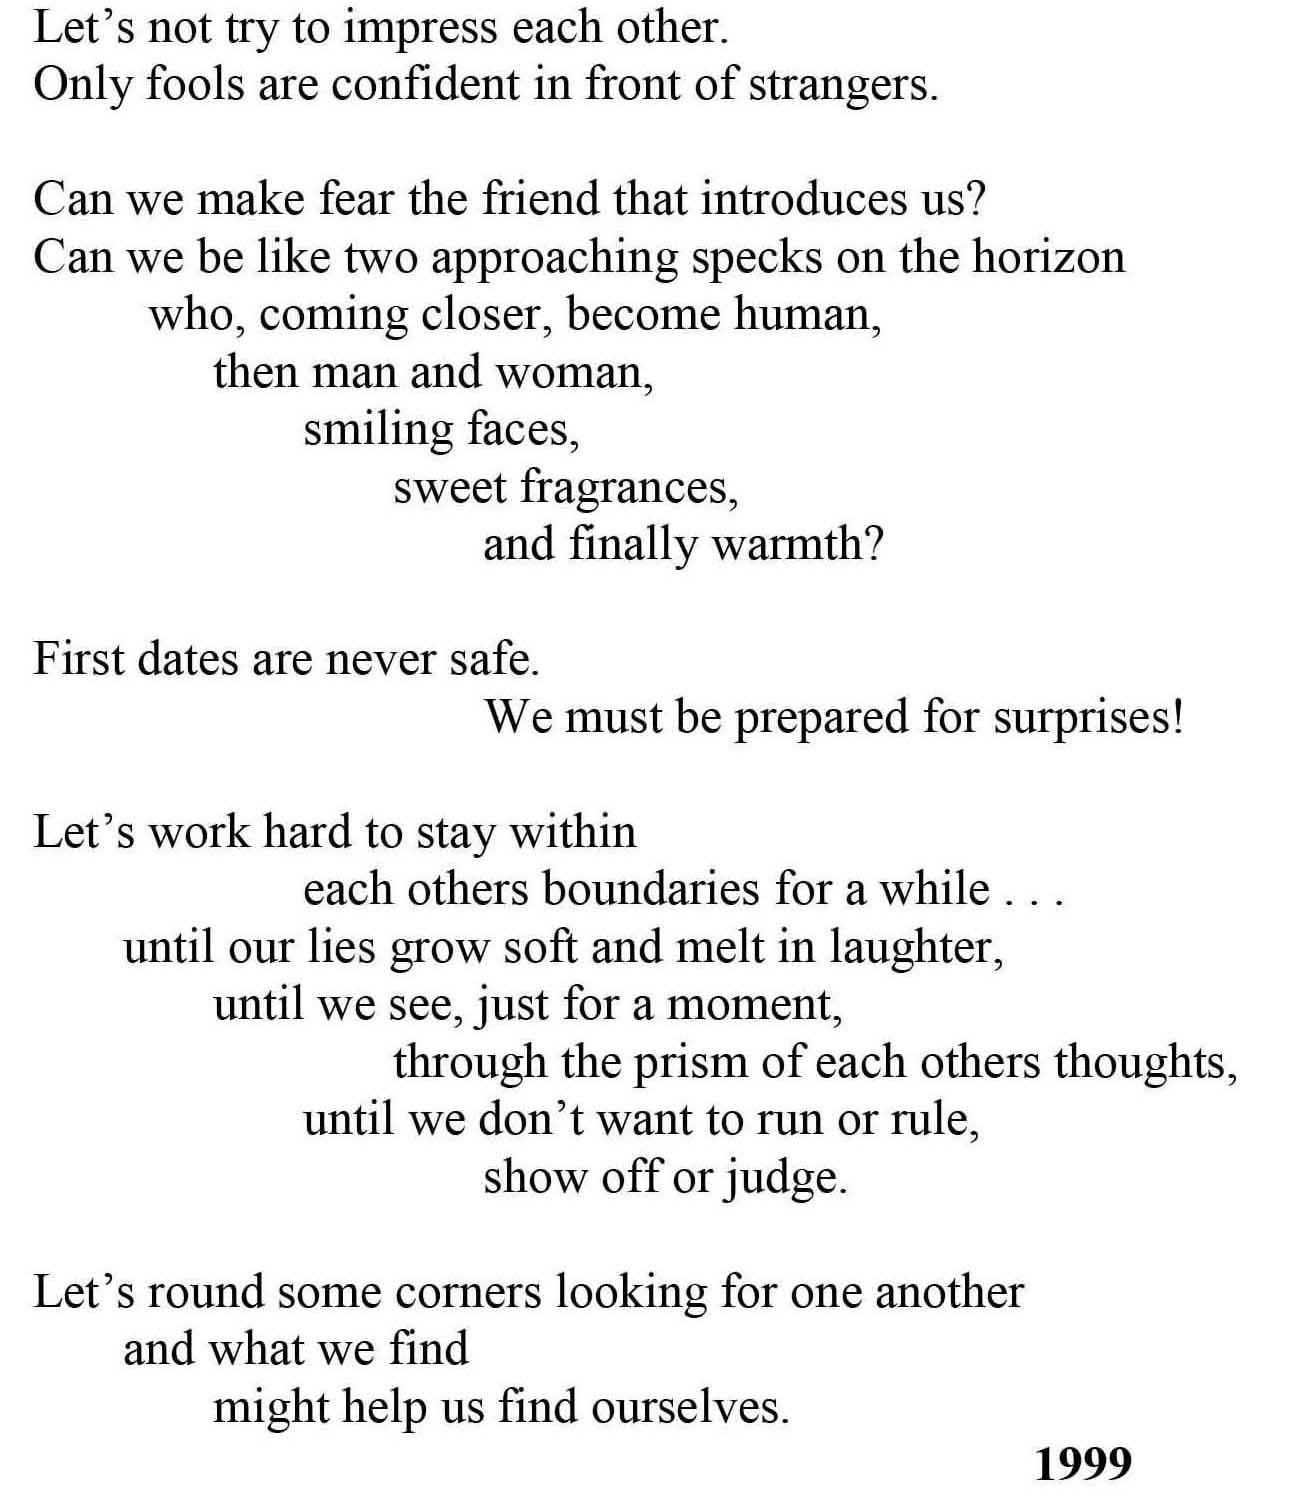 Let’s not try to impress each other.
Only fools are confident in front of strangers.
Can we make fear the friend that introduces us?
Can we be like two approaching specks on the horizon
who, coming closer, become human,
then man and woman,
smiling faces,
sweet fragrances,
and finally warmth?
First dates are never safe.
We must be prepared for surprises!
Let’s work hard to stay within
each others boundaries for a while . . .
until our lies grow soft and melt in laughter,
until we see, just for a moment,
through the prism of each others thoughts,
until we don’t want to run or rule,
show off or judge.
Let’s round some corners looking for one another
and what we find
might help us find ourselves.
1999